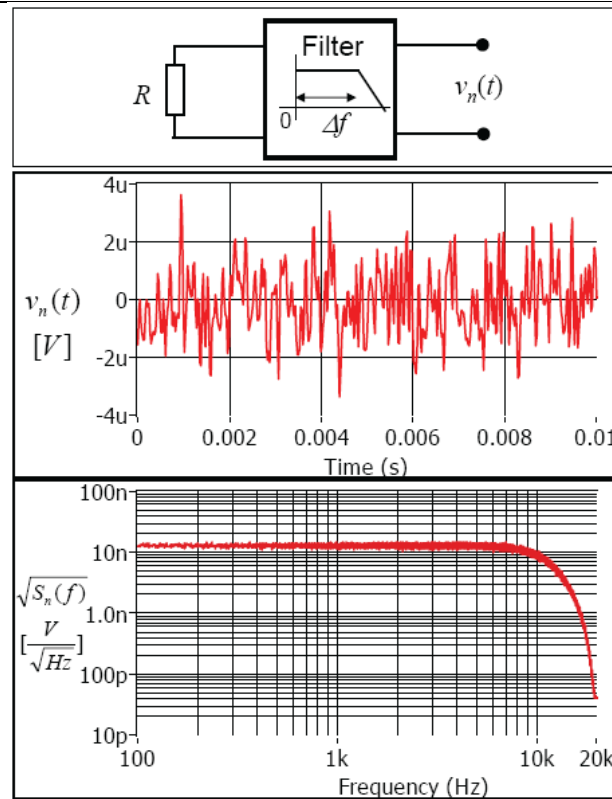 Filter
R
0
Δf
v_n(t)
4u
2u
0
-2u
-4u
v_n(t)
[V]
0
0.002
0.004
0.006
0.008
0.01
Time (s)
100n
10n
1.0n
100p
10p
√S_n(f)
[V/√Hz]
100
1k
10k
20k
Frequency (Hz)